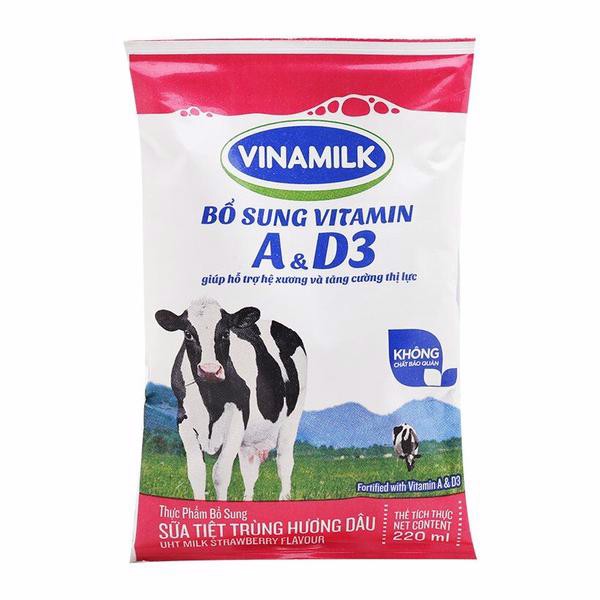 VINAMILK
BỔ SUNG VITAMIN
A & D3
giúp hỗ trợ hệ xương và tăng cường thị lực
KHÔNG
CHẤT BẢO QUẢN
Fortified with Vitamin A & D3
Thực Phẩm Bổ Sung
SỮA TIỆT TRÙNG HƯƠNG DÂU
UHT MILK STRAWBERRY FLAVOUR
THỂ TÍCH THỰC
NET CONTENT
220 ml